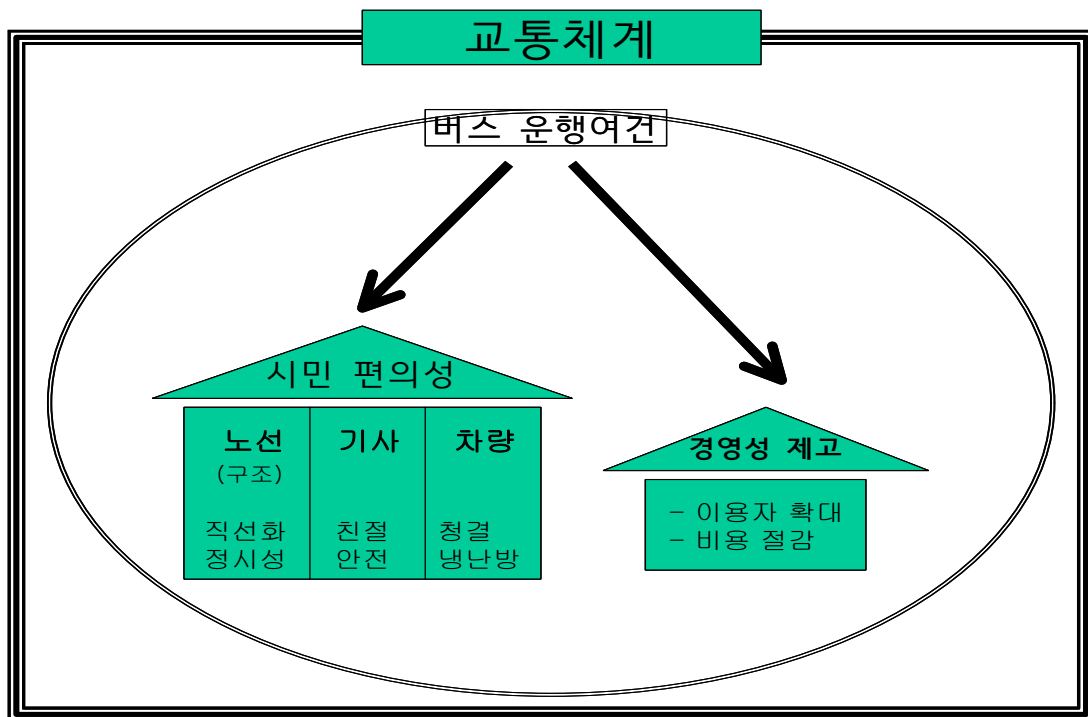 교통체계
버스 운행여건
시민 편의성
노선
(구조)
직선화
정시성
기사
친절
안전
차량
청결
냉난방
경영성 제고
- 이용자 확대
- 비용 절감